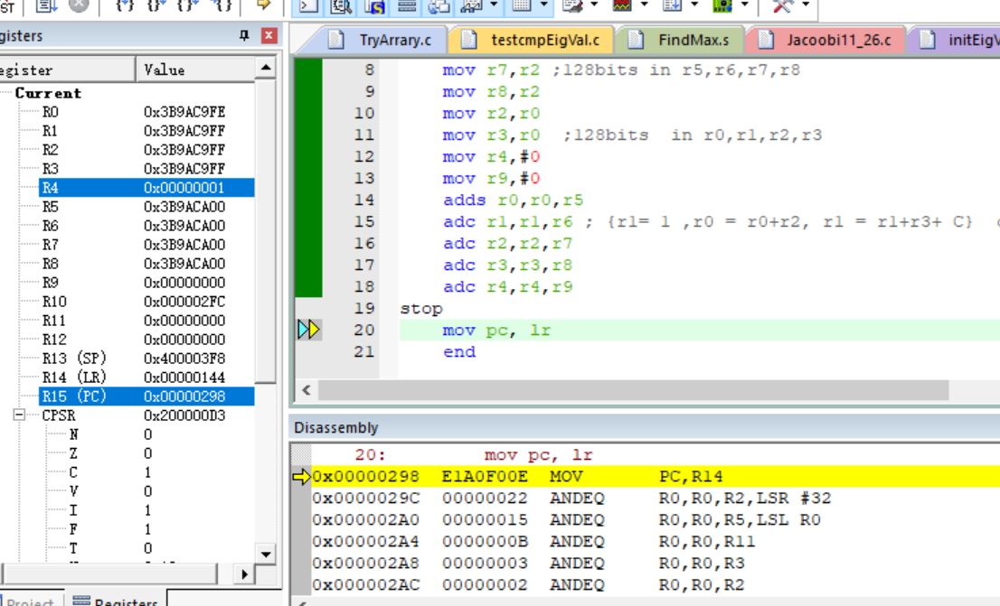 gisters
TryArrary.c testcmpEigVal.c FindMax.s Jacoobi11_26.c
egister Value
Current
R0 0x3B9AC9FE
R1 0x3B9AC9FF
R2 0x3B9AC9FF
R3 0x3B9AC9FF
R4 0x00000001
R5 0x3B9ACA00
R6 0x3B9ACA00
R7 0x3B9ACA00
R8 0x3B9ACA00
R9 0x00000000
R10 0x000002FC
R11 0x00000000
R12 0x00000000
R13 (SP) 0x400003F8
R14 (LR) 0x00000144
R15 (PC) 0x00000298
CPSR 0x200000D3
N 0
Z 0
C 1
V 0
I 1
F 1
T 0
Project Registers
8 mov r7,r2 ;128bits in r5,r6,r7,r8
9 mov r8,r2
10 mov r2,r0
11 mov r3,r0 ;128bits in r0,r1,r2,r3
12 mov r4,#0
13 mov r9,#0
14 adds r0,r0,r5
15 adc r1,r1,r6 ; {r1= 1 ,r0 = r0+r2, r1 = r1+r3+ C}
16 adc r2,r2,r7
17 adc r3,r3,r8
18 adc r4,r4,r9
19 stop
20 mov pc, lr
21 end
Disassembly
20: mov pc, lr
0x00000298 E1A0F00E MOV PC,R14
0x0000029C 00000022 ANDEQ R0,R0,R2,LSR #32
0x000002A0 00000015 ANDEQ R0,R0,R5,LSL R0
0x000002A4 0000000B ANDEQ R0,R0,R11
0x000002A8 00000003 ANDEQ R0,R0,R3
0x000002AC 00000002 ANDEQ R0,R0,R2